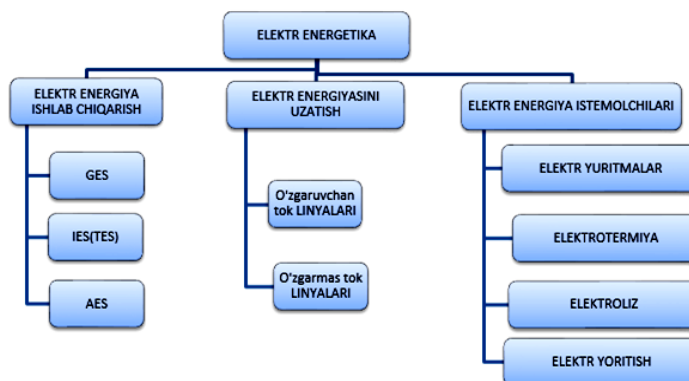 ELEKTR ENERGETIKA
ELEKTR ENERGIYA
ISHLAB CHIQARISH
GES
IES(TES)
AES
ELEKTR ENERGIYASINI
UZATISH
O'zgaruvchan
tok LINYALARI
O'zgarmas tok
LINYALARI
ELEKTR ENERGIYA ISTEMOLCHILARI
ELEKTR YURITMALAR
ELEKTROTERMIYA
ELEKTROLIZ
ELEKTR YORITISH